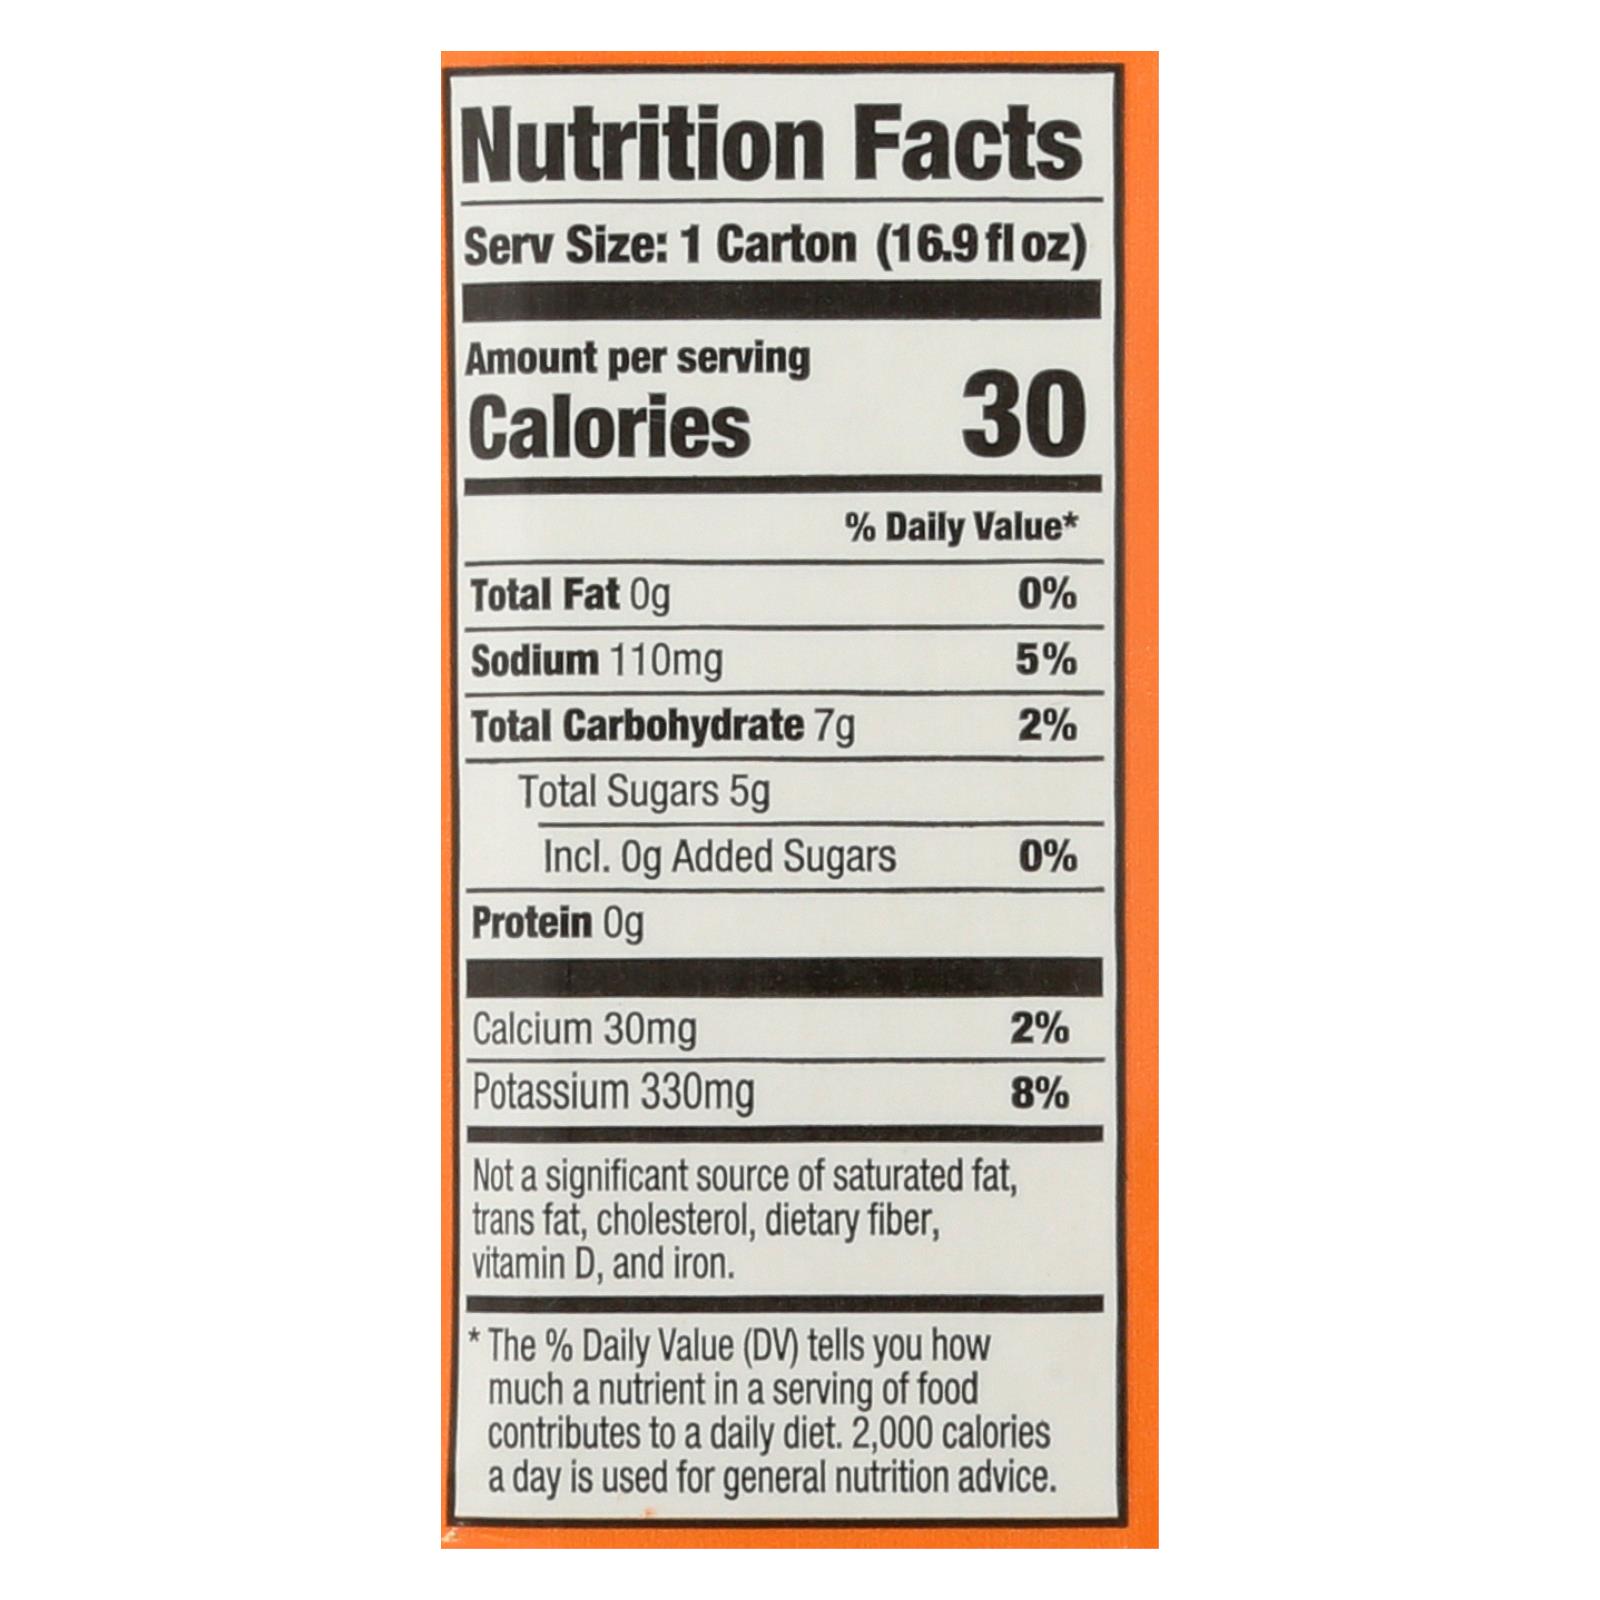 Nutrition Facts
Serv Size: 1 Carton (16.9 fl oz)
Amount per serving
Calories 30
% Daily Value*
Total Fat 0g 0%
Sodium 110mg 5%
Total Carbohydrate 7g 2%
Total Sugars 5g
Incl. 0g Added Sugars 0%
Protein 0g
Calcium 30mg 2%
Potassium 330mg 8%
Not a significant source of saturated fat,
trans fat, cholesterol, dietary fiber,
vitamin D, and iron.
* The % Daily Value (DV) tells you how
much a nutrient in a serving of food
contributes to a daily diet. 2,000 calories
a day is used for general nutrition advice.